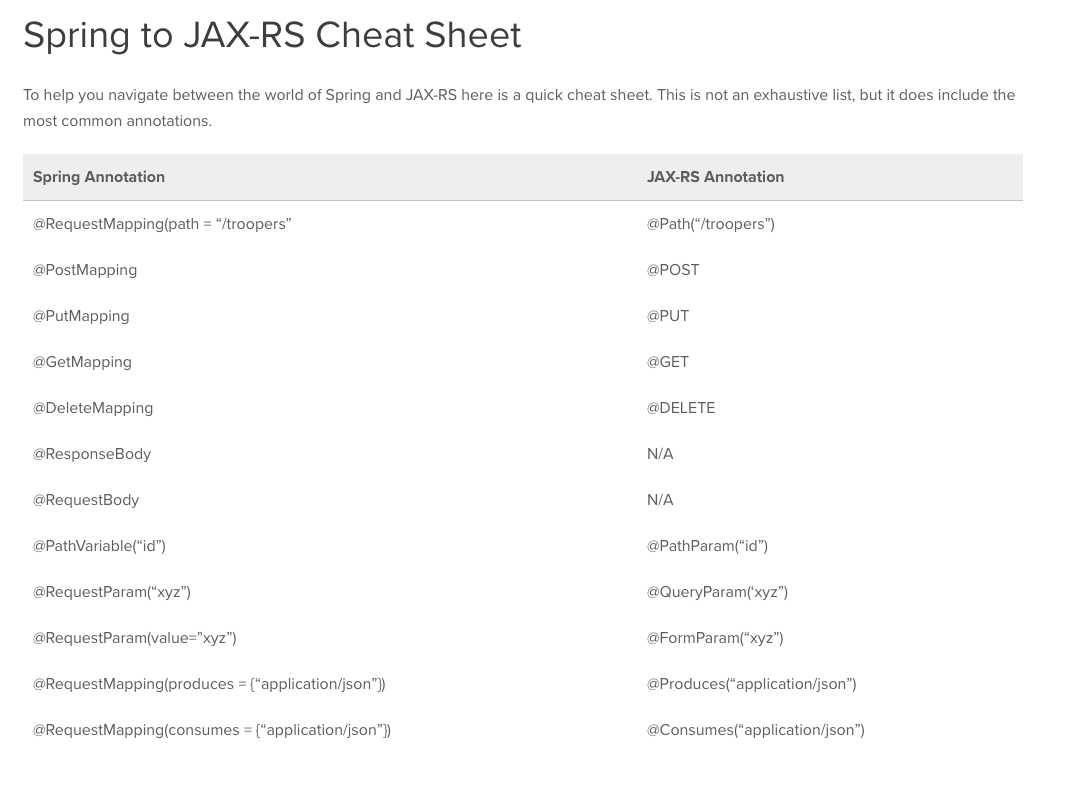 Spring to JAX-RS Cheat Sheet
To help you navigate between the world of Spring and JAX-RS here is a quick cheat sheet. This is not an exhaustive list, but it does include the
most common annotations.
Spring Annotation JAX-RS Annotation
@RequestMapping(path = “/troopers” @Path(“/troopers”)
@PostMapping @POST
@PutMapping @PUT
@GetMapping @GET
@DeleteMapping @DELETE
@ResponseBody N/A
@RequestBody N/A
@PathVariable(“id”) @PathParam(“id”)
@RequestParam(“xyz”) @QueryParam(‘xyz”)
@RequestParam(value=”xyz”) @FormParam(“xyz”)
@RequestMapping(produces = {“application/json”}) @Produces(“application/json”)
@RequestMapping(consumes = {“application/json”}) @Consumes(“application/json”)